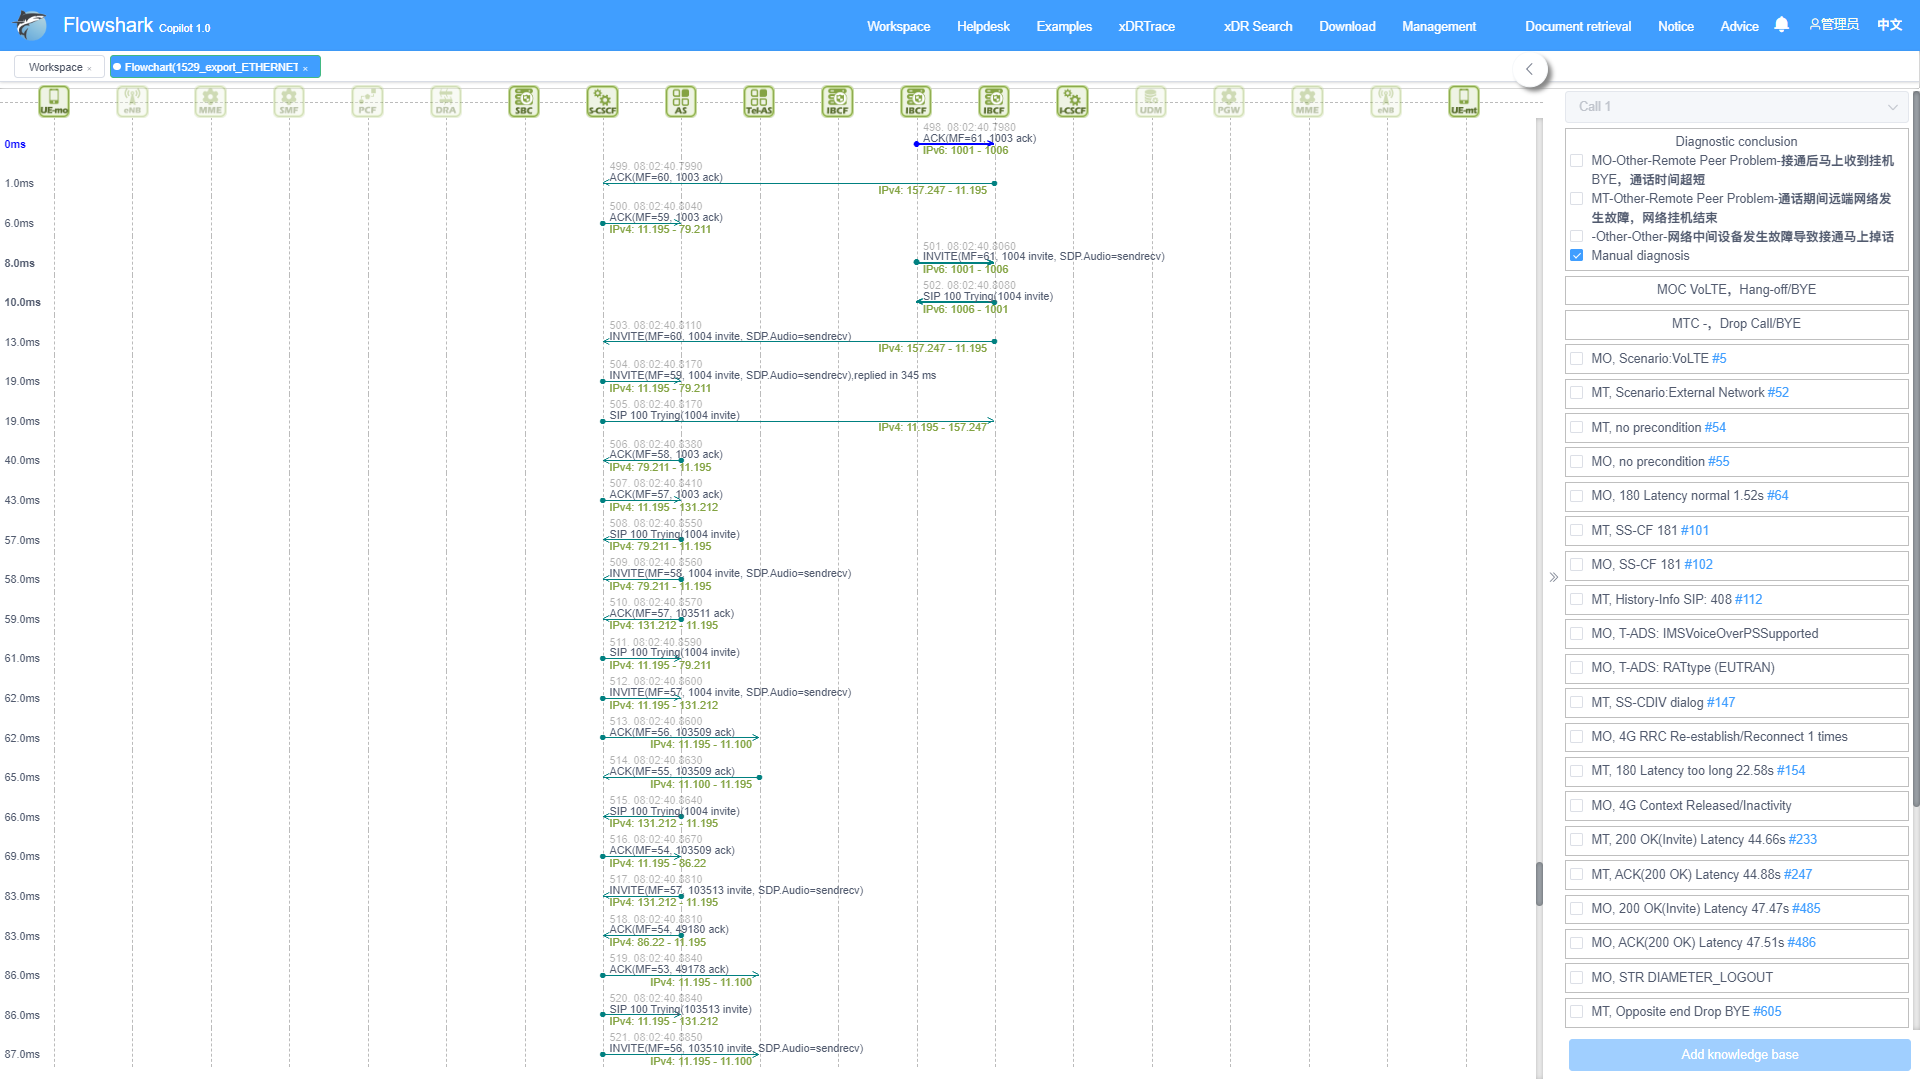 Flowshark Copilot 1.0
Workspace Helpdesk Examples xDRTrace xDR Search Download Management Document retrieval Notice Advice 管理员 中文
Workspace ×
Flowchart(1529_export_ETHERNET ×
UE-mo eNB MME SMF PCF DRA SBC S-CSCF AS Tel-AS IBCF IBCF IBCF I-CSCF UDM PGW MME eNB UE-mt
498. 08:02:40.7980
0ms ACK(MF=61, 1003 ack)
IPv6: 1001 - 1006
499. 08:02:40.7990
1.0ms ACK(MF=60, 1003 ack)
IPv4: 157.247 - 11.195
500. 08:02:40.8040
6.0ms ACK(MF=59, 1003 ack)
IPv4: 11.195 - 79.211
501. 08:02:40.8060
8.0ms INVITE(MF=61, 1004 invite, SDP.Audio=sendrecv)
IPv6: 1001 - 1006
502. 08:02:40.8080
10.0ms SIP 100 Trying(1004 invite)
IPv6: 1006 - 1001
503. 08:02:40.8110
13.0ms INVITE(MF=60, 1004 invite, SDP.Audio=sendrecv)
IPv4: 157.247 - 11.195
504. 08:02:40.8170
19.0ms INVITE(MF=59, 1004 invite, SDP.Audio=sendrecv),replied in 345 ms
IPv4: 11.195 - 79.211
505. 08:02:40.8170
19.0ms SIP 100 Trying(1004 invite)
IPv4: 11.195 - 157.247
506. 08:02:40.8380
40.0ms ACK(MF=58, 1003 ack)
IPv4: 79.211 - 11.195
507. 08:02:40.8410
43.0ms ACK(MF=57, 1003 ack)
IPv4: 11.195 - 131.212
508. 08:02:40.8550
57.0ms SIP 100 Trying(1004 invite)
IPv4: 79.211 - 11.195
509. 08:02:40.8560
58.0ms INVITE(MF=58, 1004 invite, SDP.Audio=sendrecv)
IPv4: 79.211 - 11.195
510. 08:02:40.8570
59.0ms ACK(MF=57, 103511 ack)
IPv4: 131.212 - 11.195
511. 08:02:40.8590
61.0ms SIP 100 Trying(1004 invite)
IPv4: 11.195 - 79.211
512. 08:02:40.8600
62.0ms INVITE(MF=57, 1004 invite, SDP.Audio=sendrecv)
IPv4: 11.195 - 131.212
513. 08:02:40.8600
62.0ms ACK(MF=56, 103509 ack)
IPv4: 11.195 - 11.100
514. 08:02:40.8630
65.0ms ACK(MF=55, 103509 ack)
IPv4: 11.100 - 11.195
515. 08:02:40.8640
66.0ms SIP 100 Trying(1004 invite)
IPv4: 131.212 - 11.195
516. 08:02:40.8670
69.0ms ACK(MF=54, 103509 ack)
IPv4: 11.195 - 86.22
517. 08:02:40.8810
83.0ms INVITE(MF=57, 103513 invite, SDP.Audio=sendrecv)
IPv4: 131.212 - 11.195
518. 08:02:40.8810
83.0ms ACK(MF=54, 49180 ack)
IPv4: 86.22 - 11.195
519. 08:02:40.8840
86.0ms ACK(MF=53, 49178 ack)
IPv4: 11.195 - 11.100
520. 08:02:40.8840
86.0ms SIP 100 Trying(103513 invite)
IPv4: 11.195 - 131.212
521. 08:02:40.8850
87.0ms INVITE(MF=56, 103510 invite, SDP.Audio=sendrecv)
IPv4: 11.195 - 11.100
Call 1
Diagnostic conclusion
MO-Other-Remote Peer Problem-接通后马上收到挂机
BYE，通话时间超短
MT-Other-Remote Peer Problem-通话期间远端网络发
生故障，网络挂机结束
-Other-Other-网络中间设备发生故障导致接通马上掉话
Manual diagnosis
MOC VoLTE，Hang-off/BYE
MTC -，Drop Call/BYE
MO, Scenario:VoLTE #5
MT, Scenario:External Network #52
MT, no precondition #54
MO, no precondition #55
MO, 180 Latency normal 1.52s #64
MT, SS-CF 181 #101
MO, SS-CF 181 #102
MT, History-Info SIP: 408 #112
MO, T-ADS: IMSVoiceOverPSSupported
MO, T-ADS: RATtype (EUTRAN)
MT, SS-CDIV dialog #147
MO, 4G RRC Re-establish/Reconnect 1 times
MT, 180 Latency too long 22.58s #154
MO, 4G Context Released/Inactivity
MT, 200 OK(Invite) Latency 44.66s #233
MT, ACK(200 OK) Latency 44.88s #247
MO, 200 OK(Invite) Latency 47.47s #485
MO, ACK(200 OK) Latency 47.51s #486
MO, STR DIAMETER_LOGOUT
MT, Opposite end Drop BYE #605
Add knowledge base